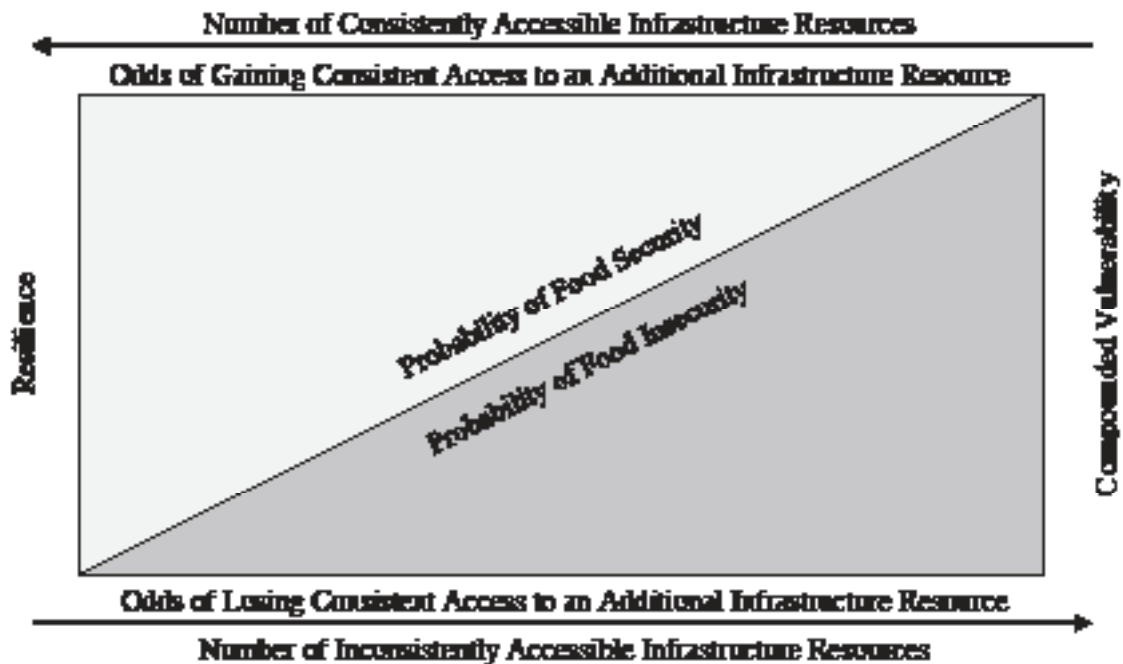 Number of Consistently Accessible Infrastructure Resources
Odds of Gaining Consistent Access to an Additional Infrastructure Resource
Resilience
Probability of Food Security
Probability of Food Insecurity
Compounded Vulnerability
Odds of Losing Consistent Access to an Additional Infrastructure Resource
Number of Inconsistently Accessible Infrastructure Resources